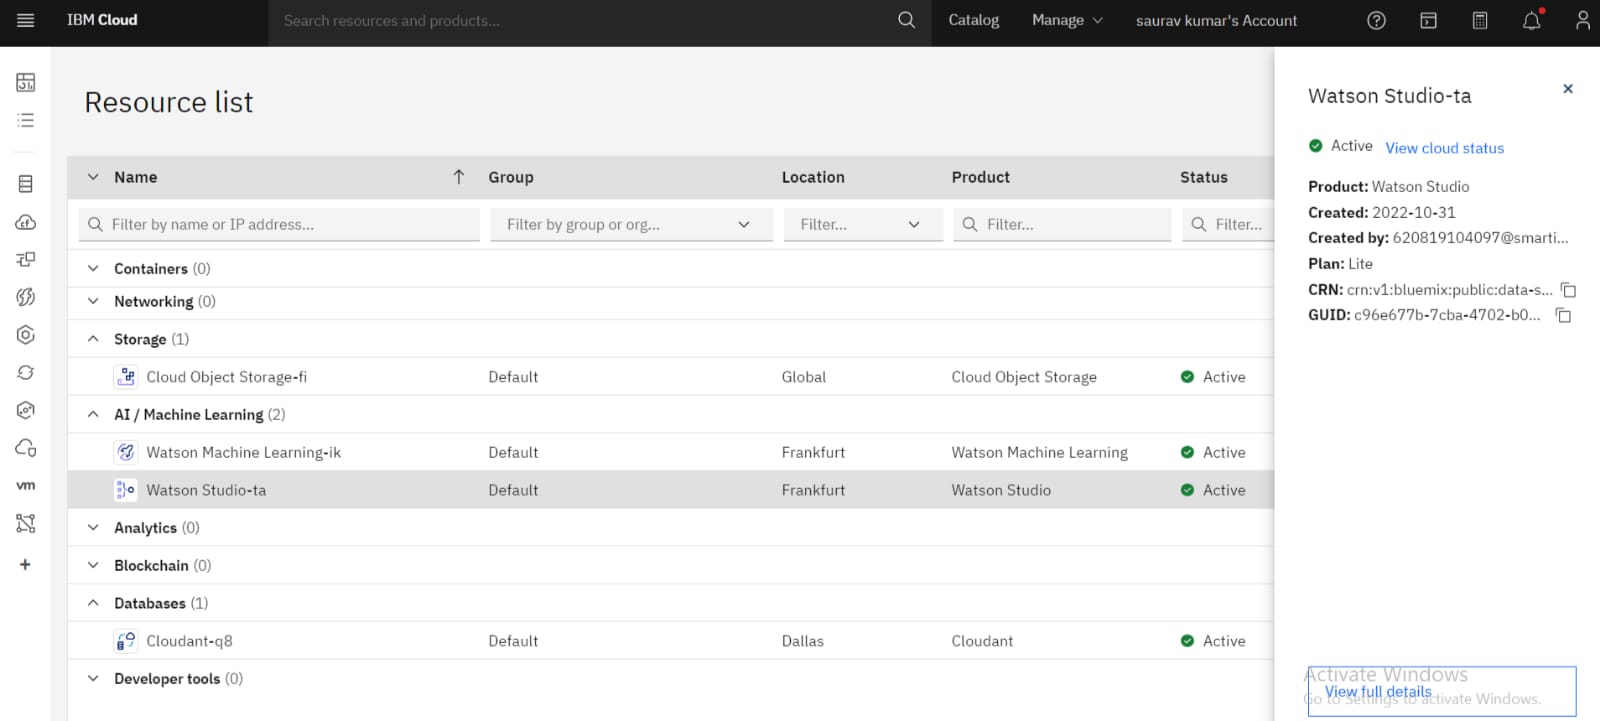 IBM Cloud
Search resources and products...
Catalog
Manage
saurav kumar's Account
Resource list
Name
Group
Location
Product
Status
Filter by name or IP address...
Filter by group or org...
Filter...
Filter...
Filter...
Containers (0)
Networking (0)
Storage (1)
Cloud Object Storage-fi
Default
Global
Cloud Object Storage
Active
AI / Machine Learning (2)
Watson Machine Learning-ik
Default
Frankfurt
Watson Machine Learning
Active
Watson Studio-ta
Default
Frankfurt
Watson Studio
Active
Analytics (0)
Blockchain (0)
Databases (1)
Cloudant-q8
Default
Dallas
Cloudant
Active
Developer tools (0)
vm
Watson Studio-ta
Active View cloud status
Product: Watson Studio
Created: 2022-10-31
Created by: 620819104097@smarti...
Plan: Lite
CRN: crn:v1:bluemix:public:data-s...
GUID: c96e677b-7cba-4702-b0...
Activate Windows
View full details
Go to Settings to activate Windows.